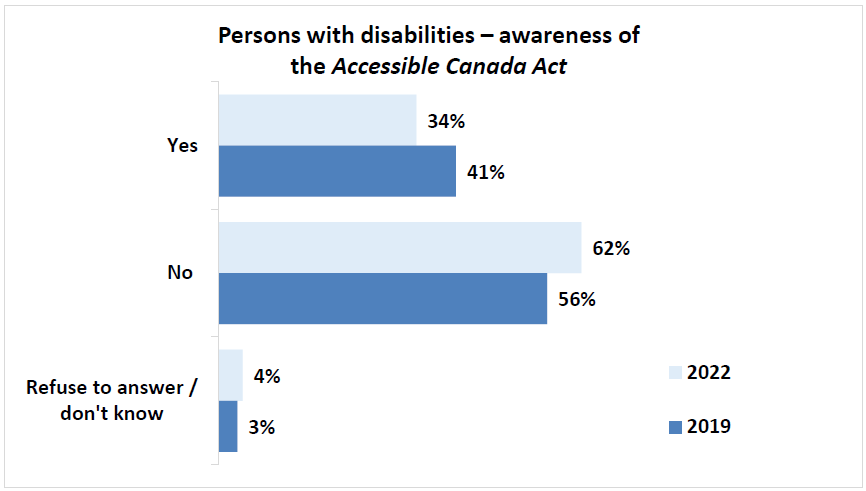 Persons with disabilities – awareness of
the Accessible Canada Act
Yes
34%
41%
No
62%
56%
Refuse to answer /
don't know
4%
3%
2022
2019